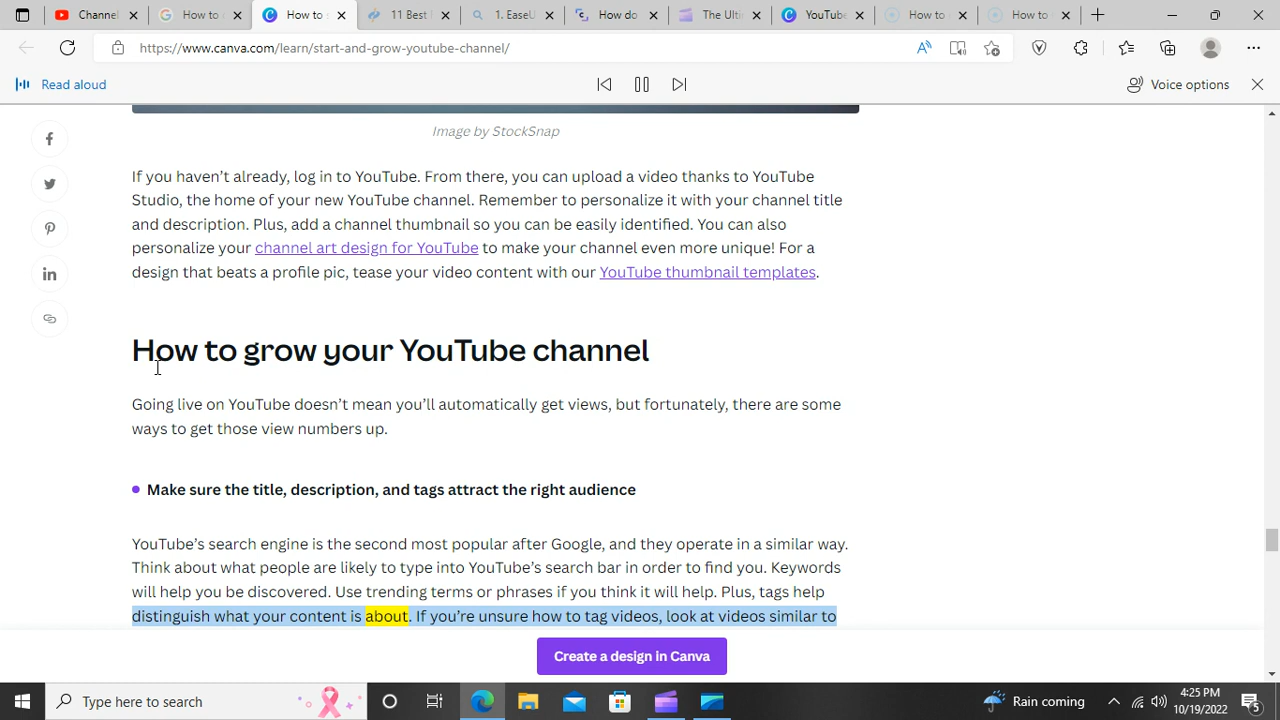 Channel
How to
How to
11 Best
1. EaseU
How do
The Ulti
YouTube
How to
How to
https://www.canva.com/learn/start-and-grow-youtube-channel/
Read aloud
Voice options
Image by StockSnap
If you haven't already, log in to YouTube. From there, you can upload a video thanks to YouTube
Studio, the home of your new YouTube channel. Remember to personalize it with your channel title
and description. Plus, add a channel thumbnail so you can be easily identified. You can also
personalize your channel art design for YouTube to make your channel even more unique! For a
design that beats a profile pic, tease your video content with our YouTube thumbnail templates.
How to grow your YouTube channel
Going live on YouTube doesn't mean you'll automatically get views, but fortunately, there are some
ways to get those view numbers up.
Make sure the title, description, and tags attract the right audience
YouTube's search engine is the second most popular after Google, and they operate in a similar way.
Think about what people are likely to type into YouTube's search bar in order to find you. Keywords
will help you be discovered. Use trending terms or phrases if you think it will help. Plus, tags help
distinguish what your content is about. If you're unsure how to tag videos, look at videos similar to
Create a design in Canva
Type here to search
Rain coming
4:25 PM
10/19/2022
5